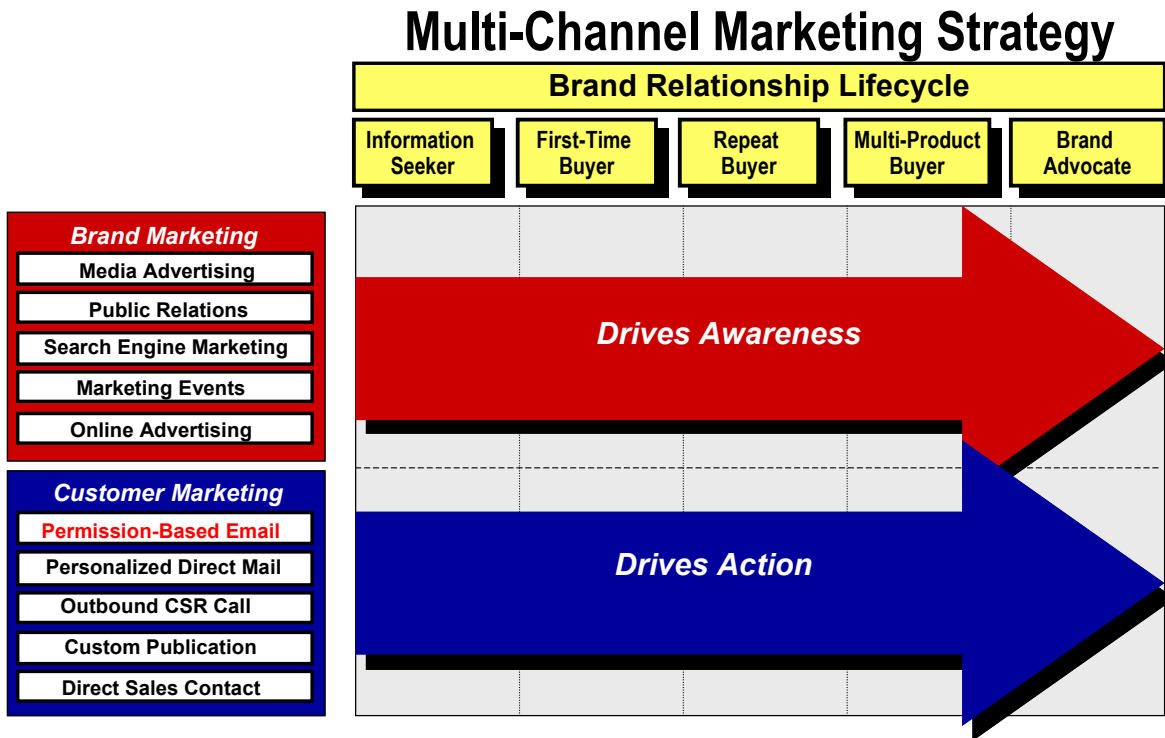 Multi-Channel Marketing Strategy
Brand Relationship Lifecycle
Information
Seeker
First-Time
Buyer
Repeat
Buyer
Multi-Product
Buyer
Brand
Advocate
Brand Marketing
Media Advertising
Public Relations
Search Engine Marketing
Marketing Events
Online Advertising
Drives Awareness
Customer Marketing
Permission-Based Email
Personalized Direct Mail
Outbound CSR Call
Custom Publication
Direct Sales Contact
Drives Action